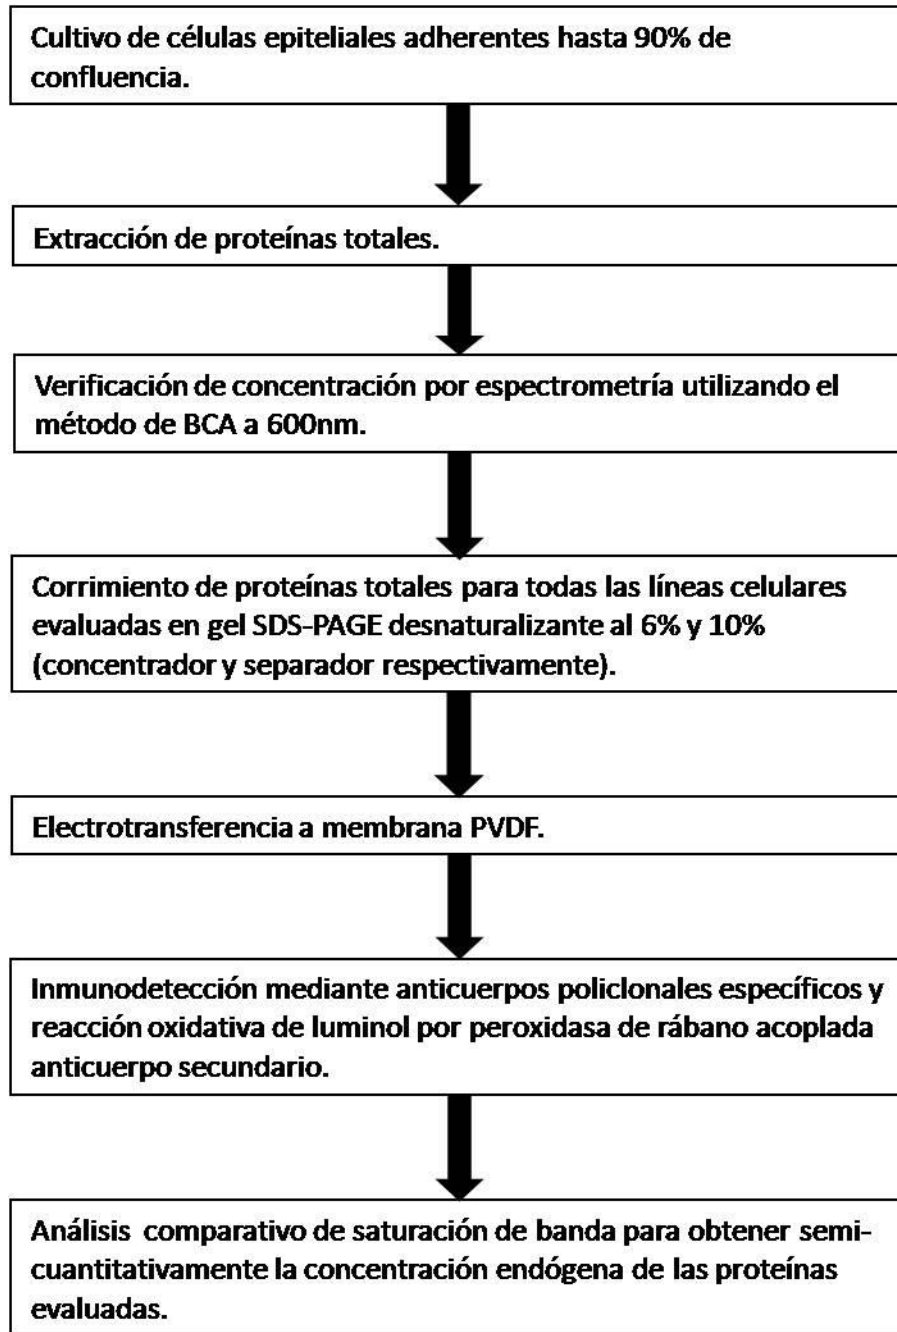 Cultivo de células epiteliales adherentes hasta 90% de
confluencia.
Extracción de proteínas totales.
Verificación de concentración por espectrometría utilizando el
método de BCA a 600nm.
Corrimiento de proteínas totales para todas las líneas celulares
evaluadas en gel SDS-PAGE desnaturalizante al 6% y 10%
(concentrador y separador respectivamente).
Electrotransferencia a membrana PVDF.
Inmunodetección mediante anticuerpos policlonales específicos y
reacción oxidativa de luminol por peroxidasa de rábano acoplada
anticuerpo secundario.
Análisis comparativo de saturación de banda para obtener semi-
cuantitativamente la concentración endógena de las proteínas
evaluadas.